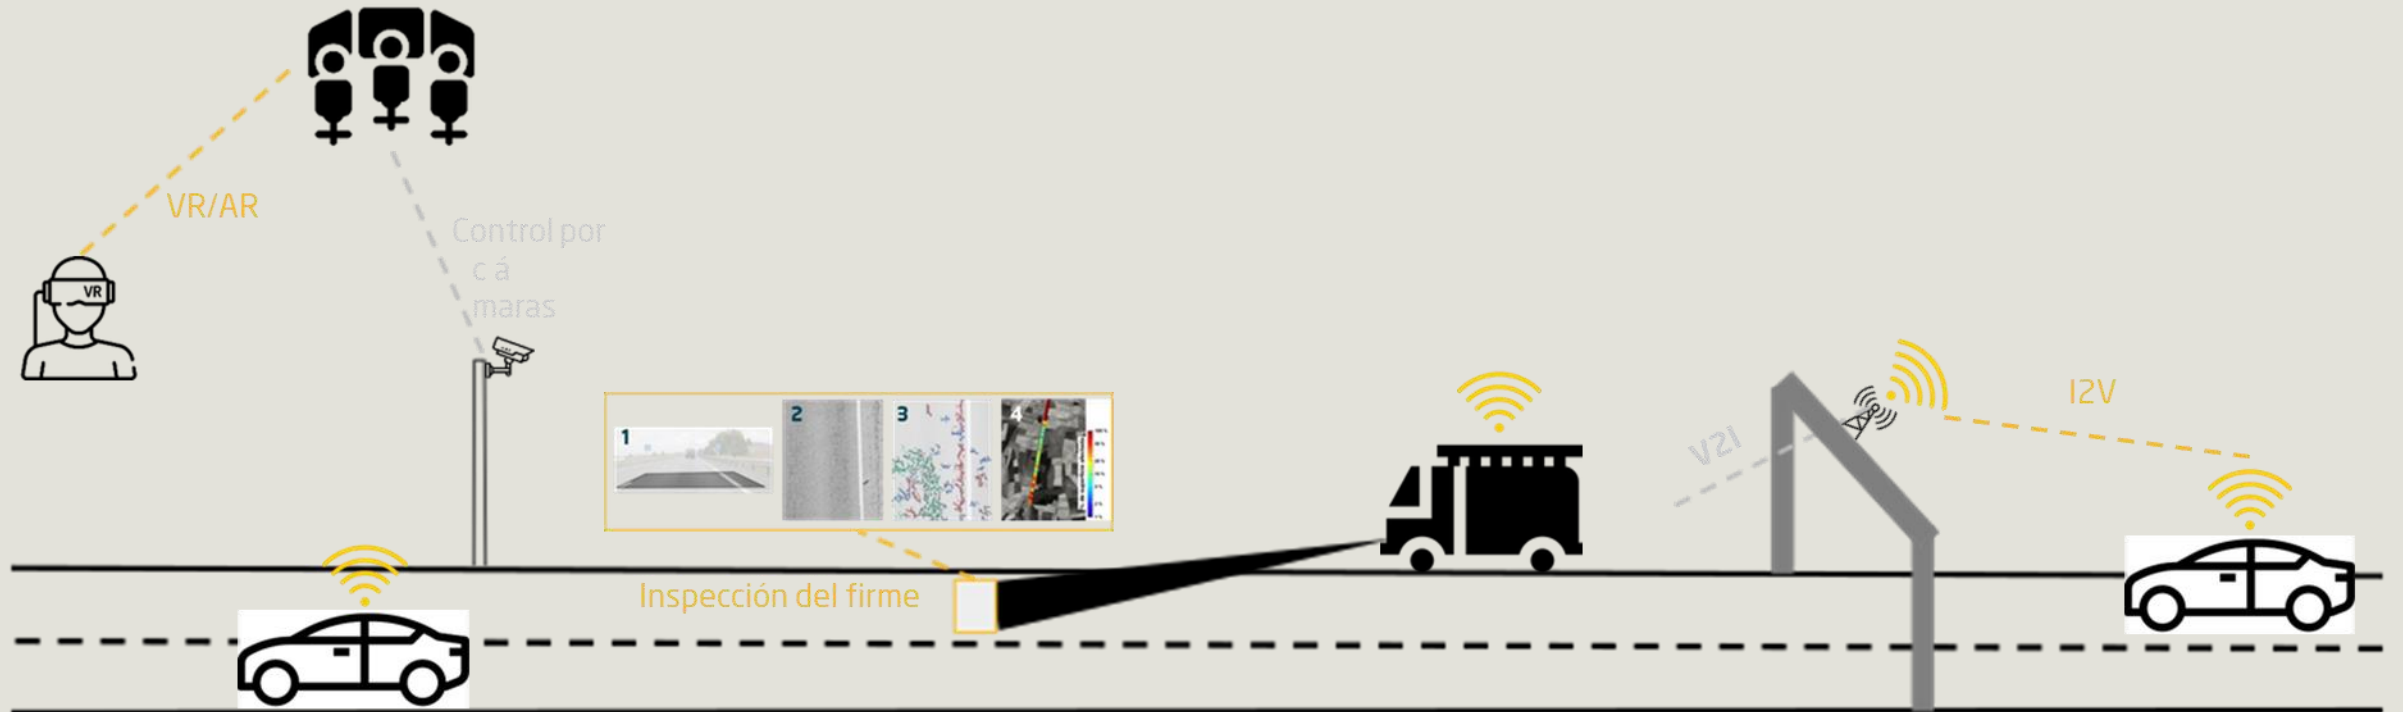 VR/AR
Control por
c á
maras
VR
1
2
3
4
Inspección del firme
V2I
I2V